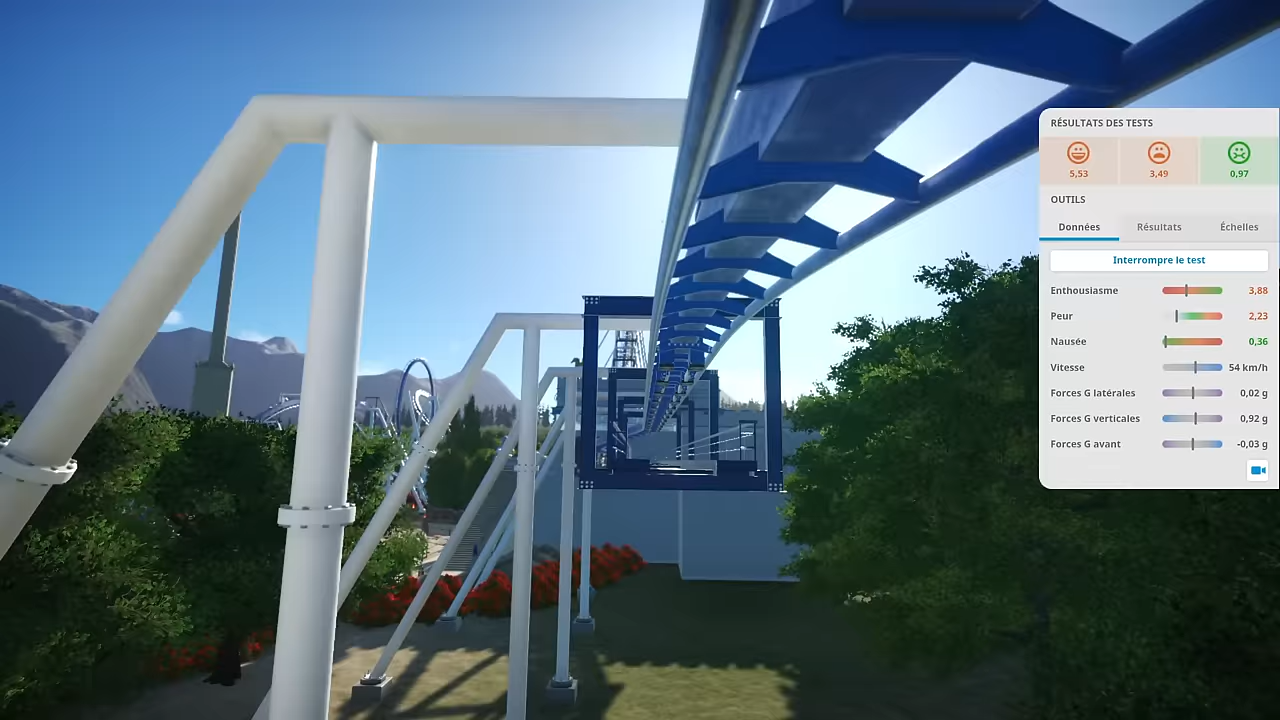 RÉSULTATS DES TESTS
5,53 3,49 0,97
OUTILS
Données Résultats Échelles
Interrompre le test
Enthousiasme 3,88
Peur 2,23
Nausée 0,36
Vitesse 54 km/h
Forces G latérales 0,02 g
Forces G verticales 0,92 g
Forces G avant -0,03 g